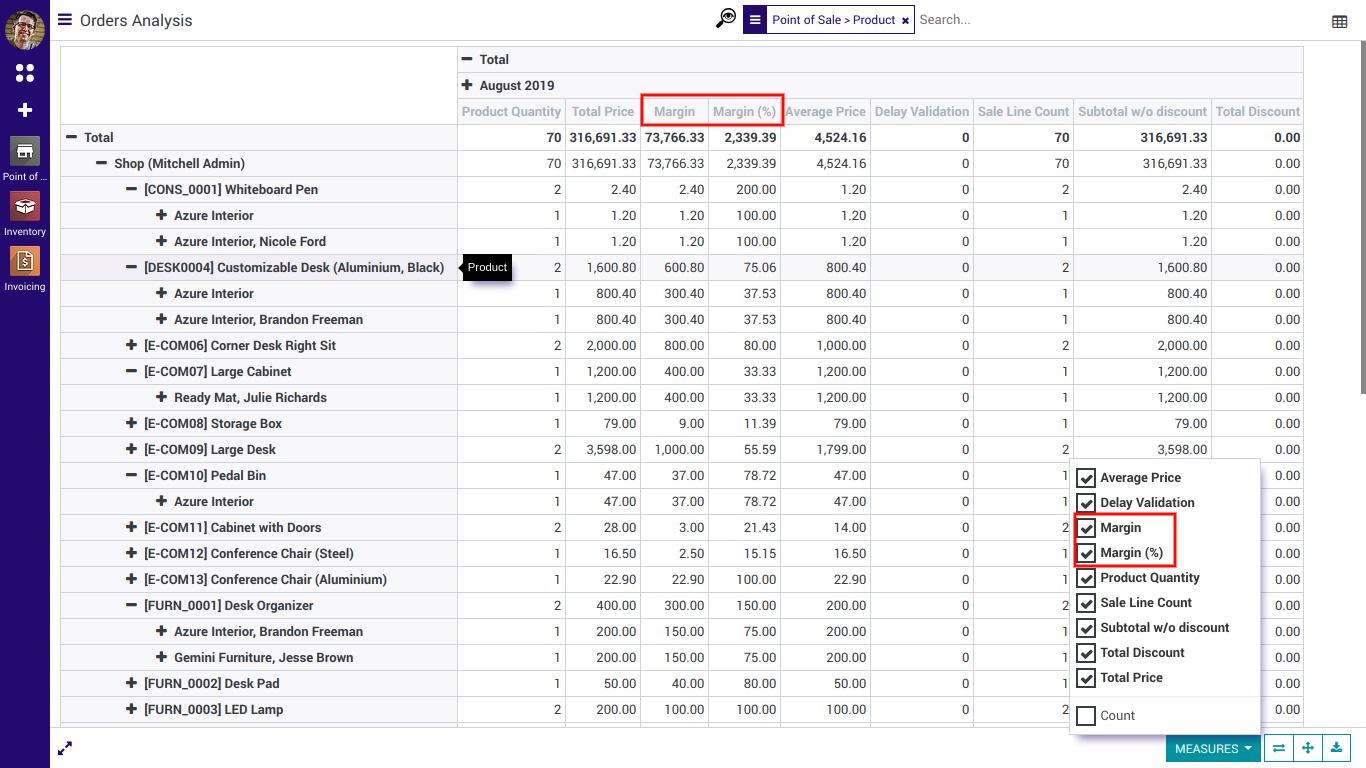 Orders Analysis
Point of Sale > Product ×
Search...
Total
August 2019
Product Quantity Total Price Margin Margin (%) Average Price Delay Validation Sale Line Count Subtotal w/o discount Total Discount
Total 70 316,691.33 73,766.33 2,339.39 4,524.16 0 70 316,691.33 0.00
Shop (Mitchell Admin) 70 316,691.33 73,766.33 2,339.39 4,524.16 0 70 316,691.33 0.00
[CONS_0001] Whiteboard Pen 2 2.40 2.40 200.00 1.20 0 2 2.40 0.00
Azure Interior 1 1.20 1.20 100.00 1.20 0 1 1.20 0.00
Azure Interior, Nicole Ford 1 1.20 1.20 100.00 1.20 0 1 1.20 0.00
[DESK0004] Customizable Desk (Aluminium, Black) Product 2 1,600.80 600.80 75.06 800.40 0 2 1,600.80 0.00
Azure Interior 1 800.40 300.40 37.53 800.40 0 1 800.40 0.00
Azure Interior, Brandon Freeman 1 800.40 300.40 37.53 800.40 0 1 800.40 0.00
[E-COM06] Corner Desk Right Sit 2 2,000.00 800.00 80.00 1,000.00 0 2 2,000.00 0.00
[E-COM07] Large Cabinet 1 1,200.00 400.00 33.33 1,200.00 0 1 1,200.00 0.00
Ready Mat, Julie Richards 1 1,200.00 400.00 33.33 1,200.00 0 1 1,200.00 0.00
[E-COM08] Storage Box 1 79.00 9.00 11.39 79.00 0 1 79.00 0.00
[E-COM09] Large Desk 2 3,598.00 1,000.00 55.59 1,799.00 0 2 3,598.00 0.00
[E-COM10] Pedal Bin 1 47.00 37.00 78.72 47.00 0 1 0.00
Azure Interior 1 47.00 37.00 78.72 47.00 0 1 0.00
[E-COM11] Cabinet with Doors 2 28.00 3.00 21.43 14.00 0 2 0.00
[E-COM12] Conference Chair (Steel) 1 16.50 2.50 15.15 16.50 0 1 0.00
[E-COM13] Conference Chair (Aluminium) 1 22.90 22.90 100.00 22.90 0 1 0.00
[FURN_0001] Desk Organizer 2 400.00 300.00 150.00 200.00 0 2 0.00
Azure Interior, Brandon Freeman 1 200.00 150.00 75.00 200.00 0 1 0.00
Gemini Furniture, Jesse Brown 1 200.00 150.00 75.00 200.00 0 1 0.00
[FURN_0002] Desk Pad 1 50.00 40.00 80.00 50.00 0 1 0.00
[FURN_0003] LED Lamp 2 200.00 100.00 100.00 100.00 0 2 0.00
Point of ...
Inventory
Invoicing
Average Price
Delay Validation
Margin
Margin (%)
Product Quantity
Sale Line Count
Subtotal w/o discount
Total Discount
Total Price
Count
MEASURES